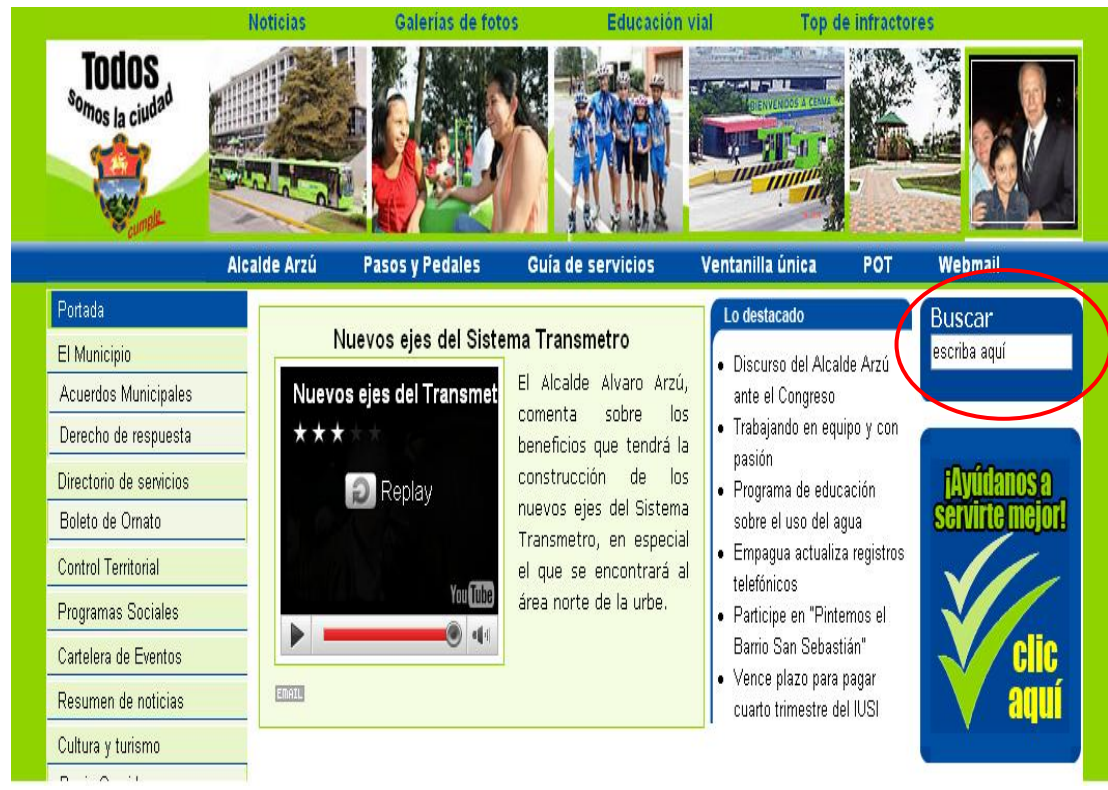 Noticias Galerías de fotos Educación vial Top de infractores
Todos
somos la ciudad
cumple
BIENVENIDOS A CENMA
Alcalde Arzú Pasos y Pedales Guía de servicios Ventanilla única POT Webmail
Portada
El Municipio
Acuerdos Municipales
Derecho de respuesta
Directorio de servicios
Boleto de Ornato
Control Territorial
Programas Sociales
Cartelera de Eventos
Resumen de noticias
Cultura y turismo
Nuevos ejes del Sistema Transmetro
Nuevos ejes del Transmet
Replay
YouTube
El Alcalde Alvaro Arzú,
comenta sobre los
beneficios que tendrá la
construcción de los
nuevos ejes del Sistema
Transmetro, en especial
el que se encontrará al
área norte de la urbe.
EMAIL
Lo destacado
• Discurso del Alcalde Arzú
ante el Congreso
• Trabajando en equipo y con
pasión
• Programa de educación
sobre el uso del agua
• Empagua actualiza registros
telefónicos
• Participe en "Pintemos el
Barrio San Sebastián"
• Vence plazo para pagar
cuarto trimestre del IUSI
Buscar
escriba aquí
¡Ayúdanos a
servirte mejor!
clic
aquí